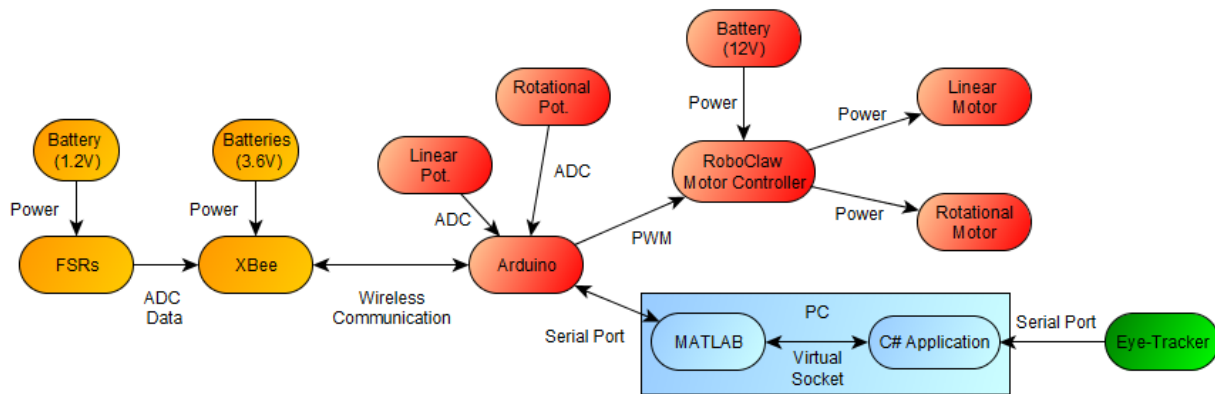 Battery
(12V)
Rotational
Pot.
Linear
Motor
Power
Power
Battery
(1.2V)
Batteries
(3.6V)
Linear
Pot.
ADC
RoboClaw
Motor Controller
Power
Power
ADC
Power
Rotational
Motor
PWM
FSRs
XBee
Arduino
ADC
Data
Wireless
Communication
Serial Port
PC
MATLAB
Virtual
Socket
C# Application
Serial Port
Eye-Tracker